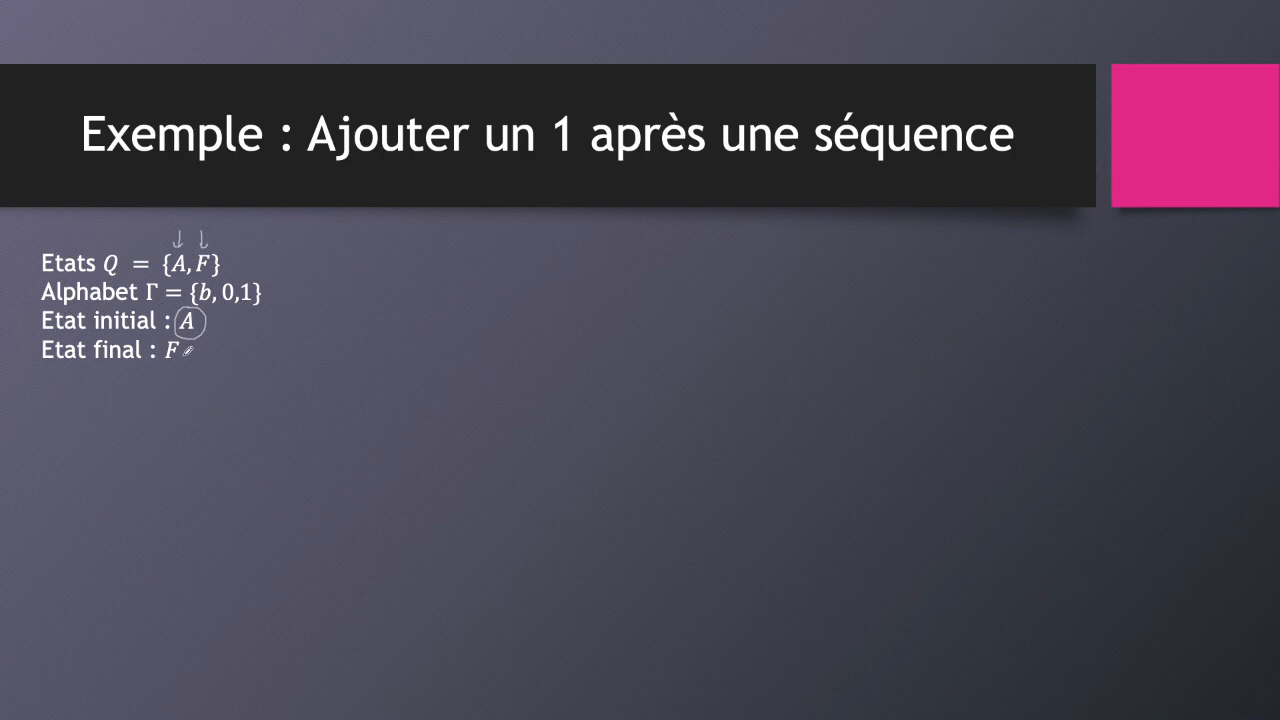 Exemple : Ajouter un 1 après une séquence
Etats Q = {A, F}
Alphabet Γ = {b, 0,1}
Etat initial : A
Etat final : F